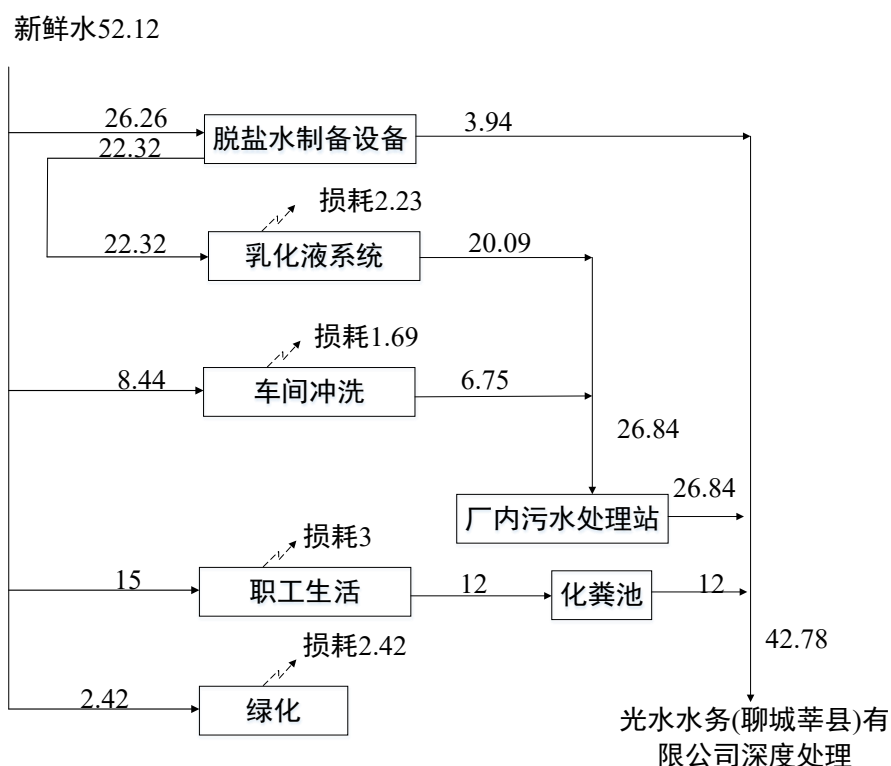 新鲜水52.12
26.26
脱盐水制备设备
3.94
22.32
损耗2.23
22.32
乳化液系统
20.09
损耗1.69
8.44
车间冲洗
6.75
26.84
厂内污水处理站
26.84
损耗3
15
职工生活
12
化粪池
12
损耗2.42
42.78
2.42
绿化
光水水务(聊城莘县)有
限公司深度处理